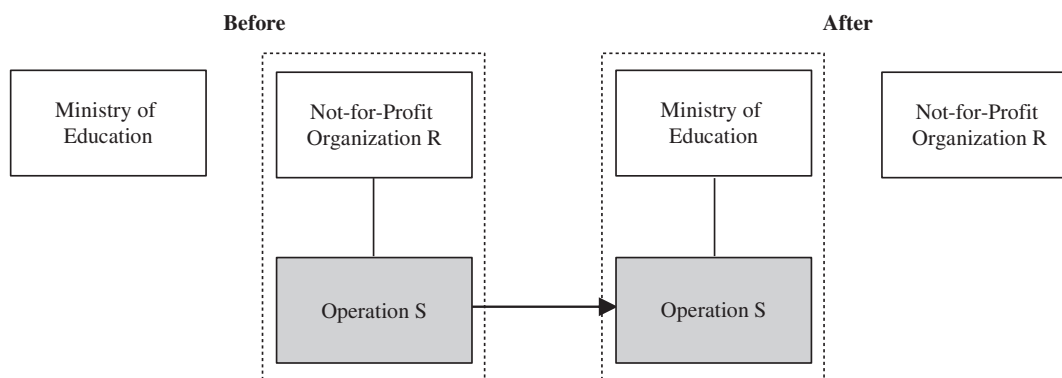 Before
After
Ministry of
Education
Not-for-Profit
Organization R
Ministry of
Education
Not-for-Profit
Organization R
Operation S
Operation S